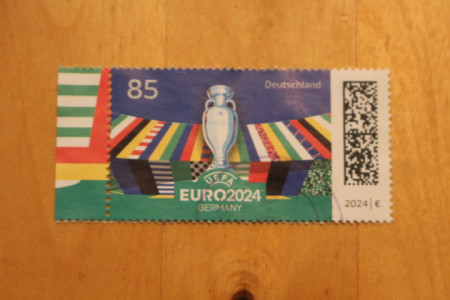 85
Deutschland
UEFA
EURO2024
GERMANY
2024 | €